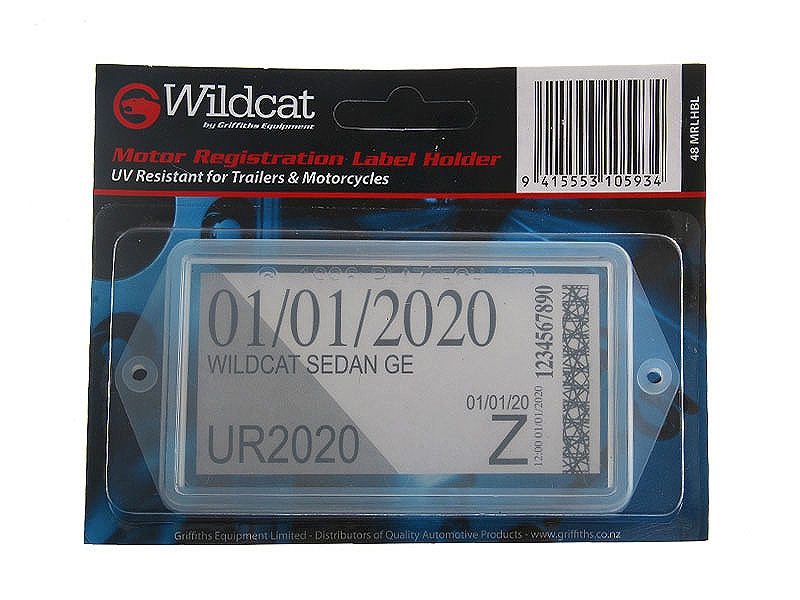 Wildcat
by Griffiths Equipment
Motor Registration Label Holder
UV Resistant for Trailers & Motorcycles
9 415553 105934
48 MRLHBL
01/01/2020
WILDCAT SEDAN GE
UR2020
01/01/20
Z
12:00 01/01/2020
1234567890
Griffiths Equipment Limited - Distributors of Quality Automotive Products - www.griffiths.co.nz